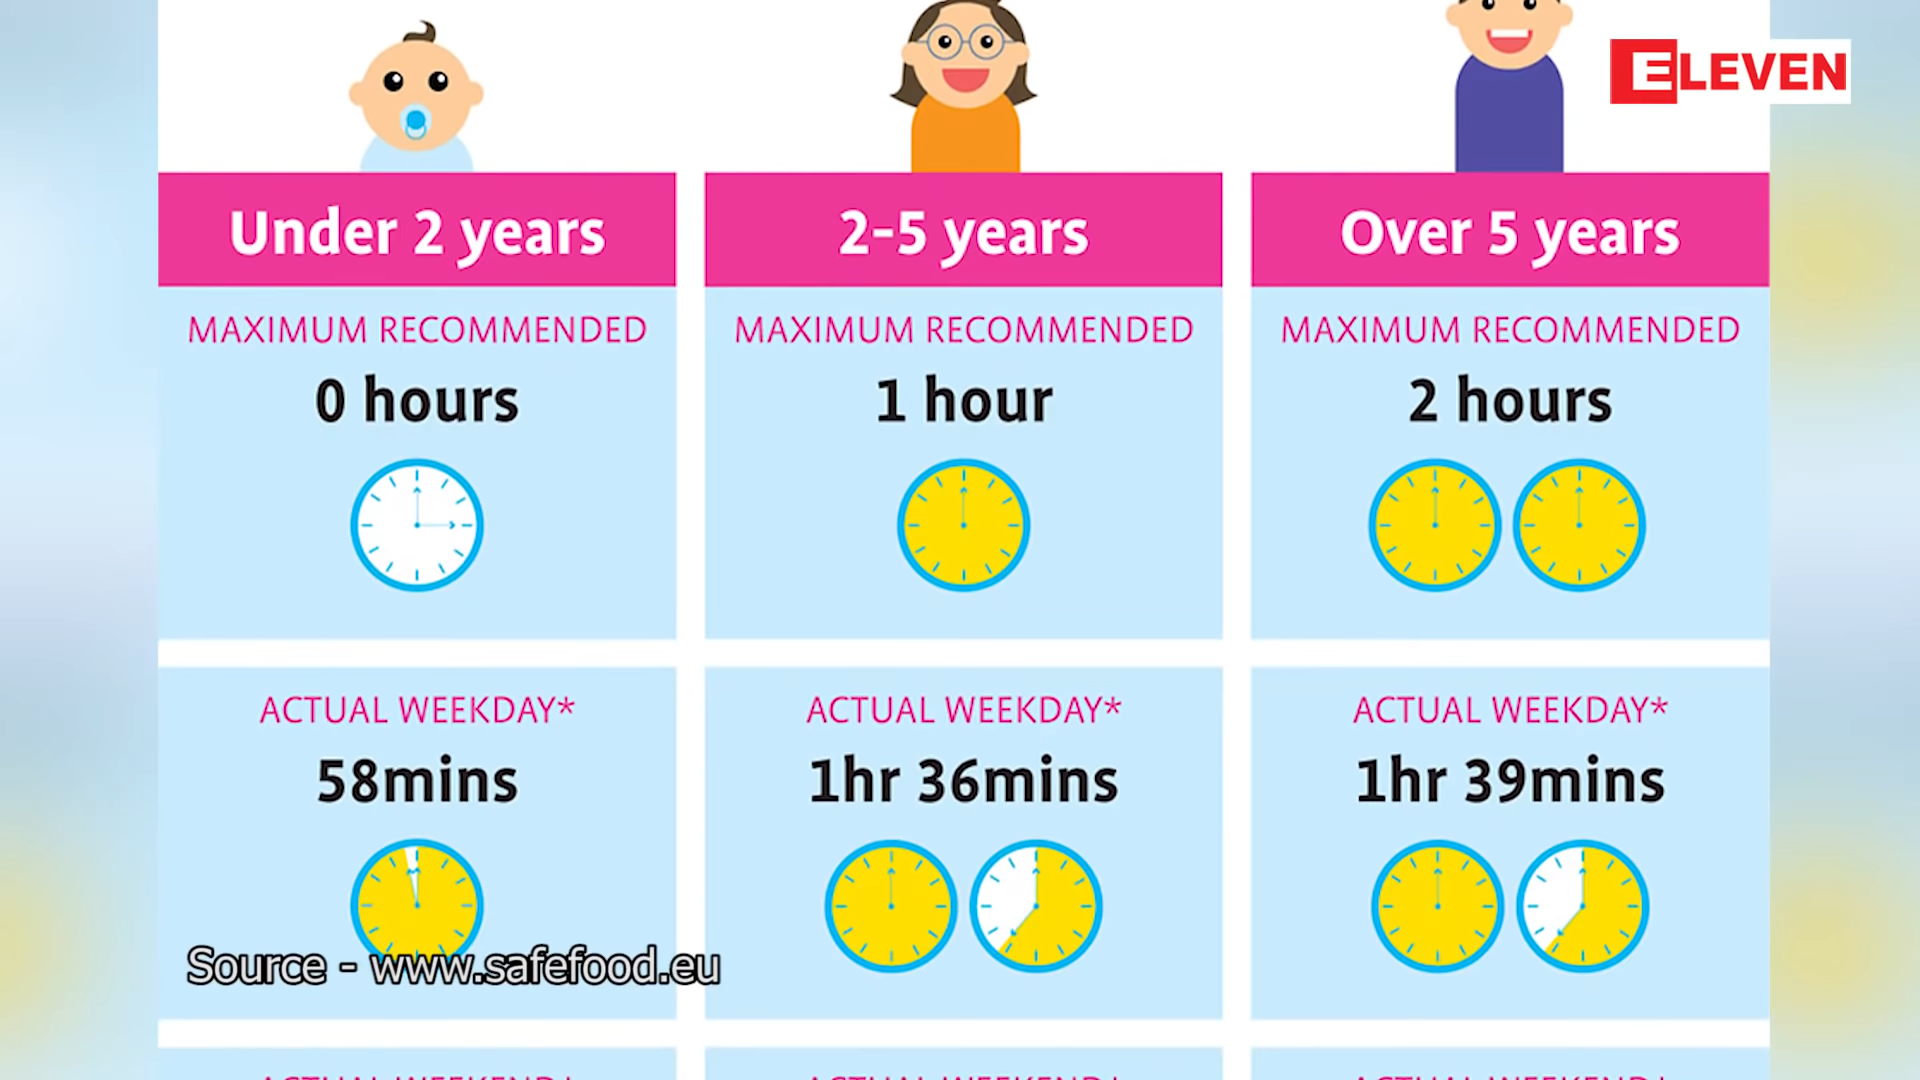 ELEVEN
Under 2 years
2-5 years
Over 5 years
MAXIMUM RECOMMENDED
0 hours
MAXIMUM RECOMMENDED
1 hour
MAXIMUM RECOMMENDED
2 hours
ACTUAL WEEKDAY*
58mins
ACTUAL WEEKDAY*
1hr 36mins
ACTUAL WEEKDAY*
1hr 39mins
Source - www.safefood.eu